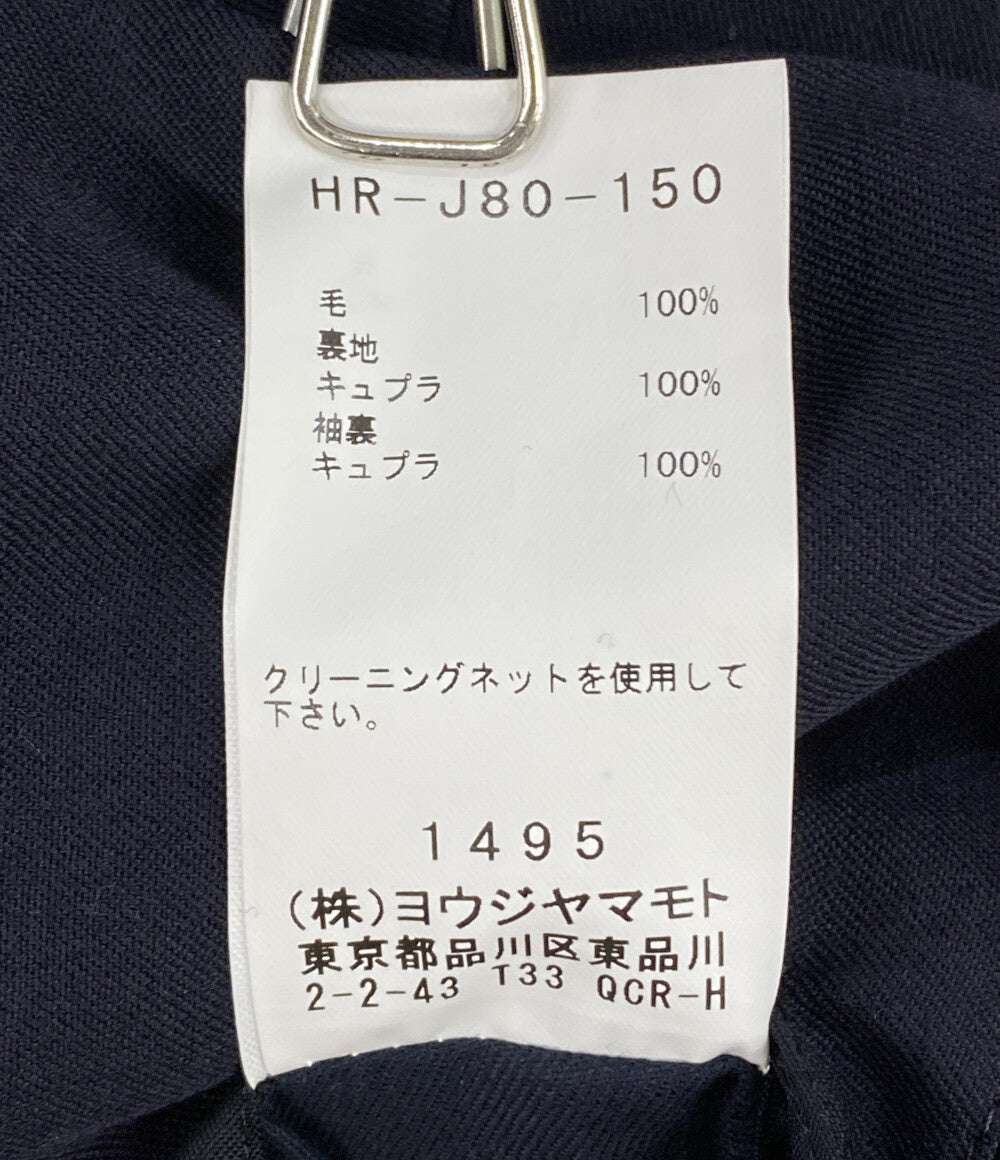 HR-J80-150
毛 100%
裏地
キュプラ 100%
袖裏
キュプラ 100%
クリーニングネットを使用して
下さい。
1495
(株)ヨウジヤマモト
東京都品川区東品川
2-2-43 T33 QCR-H